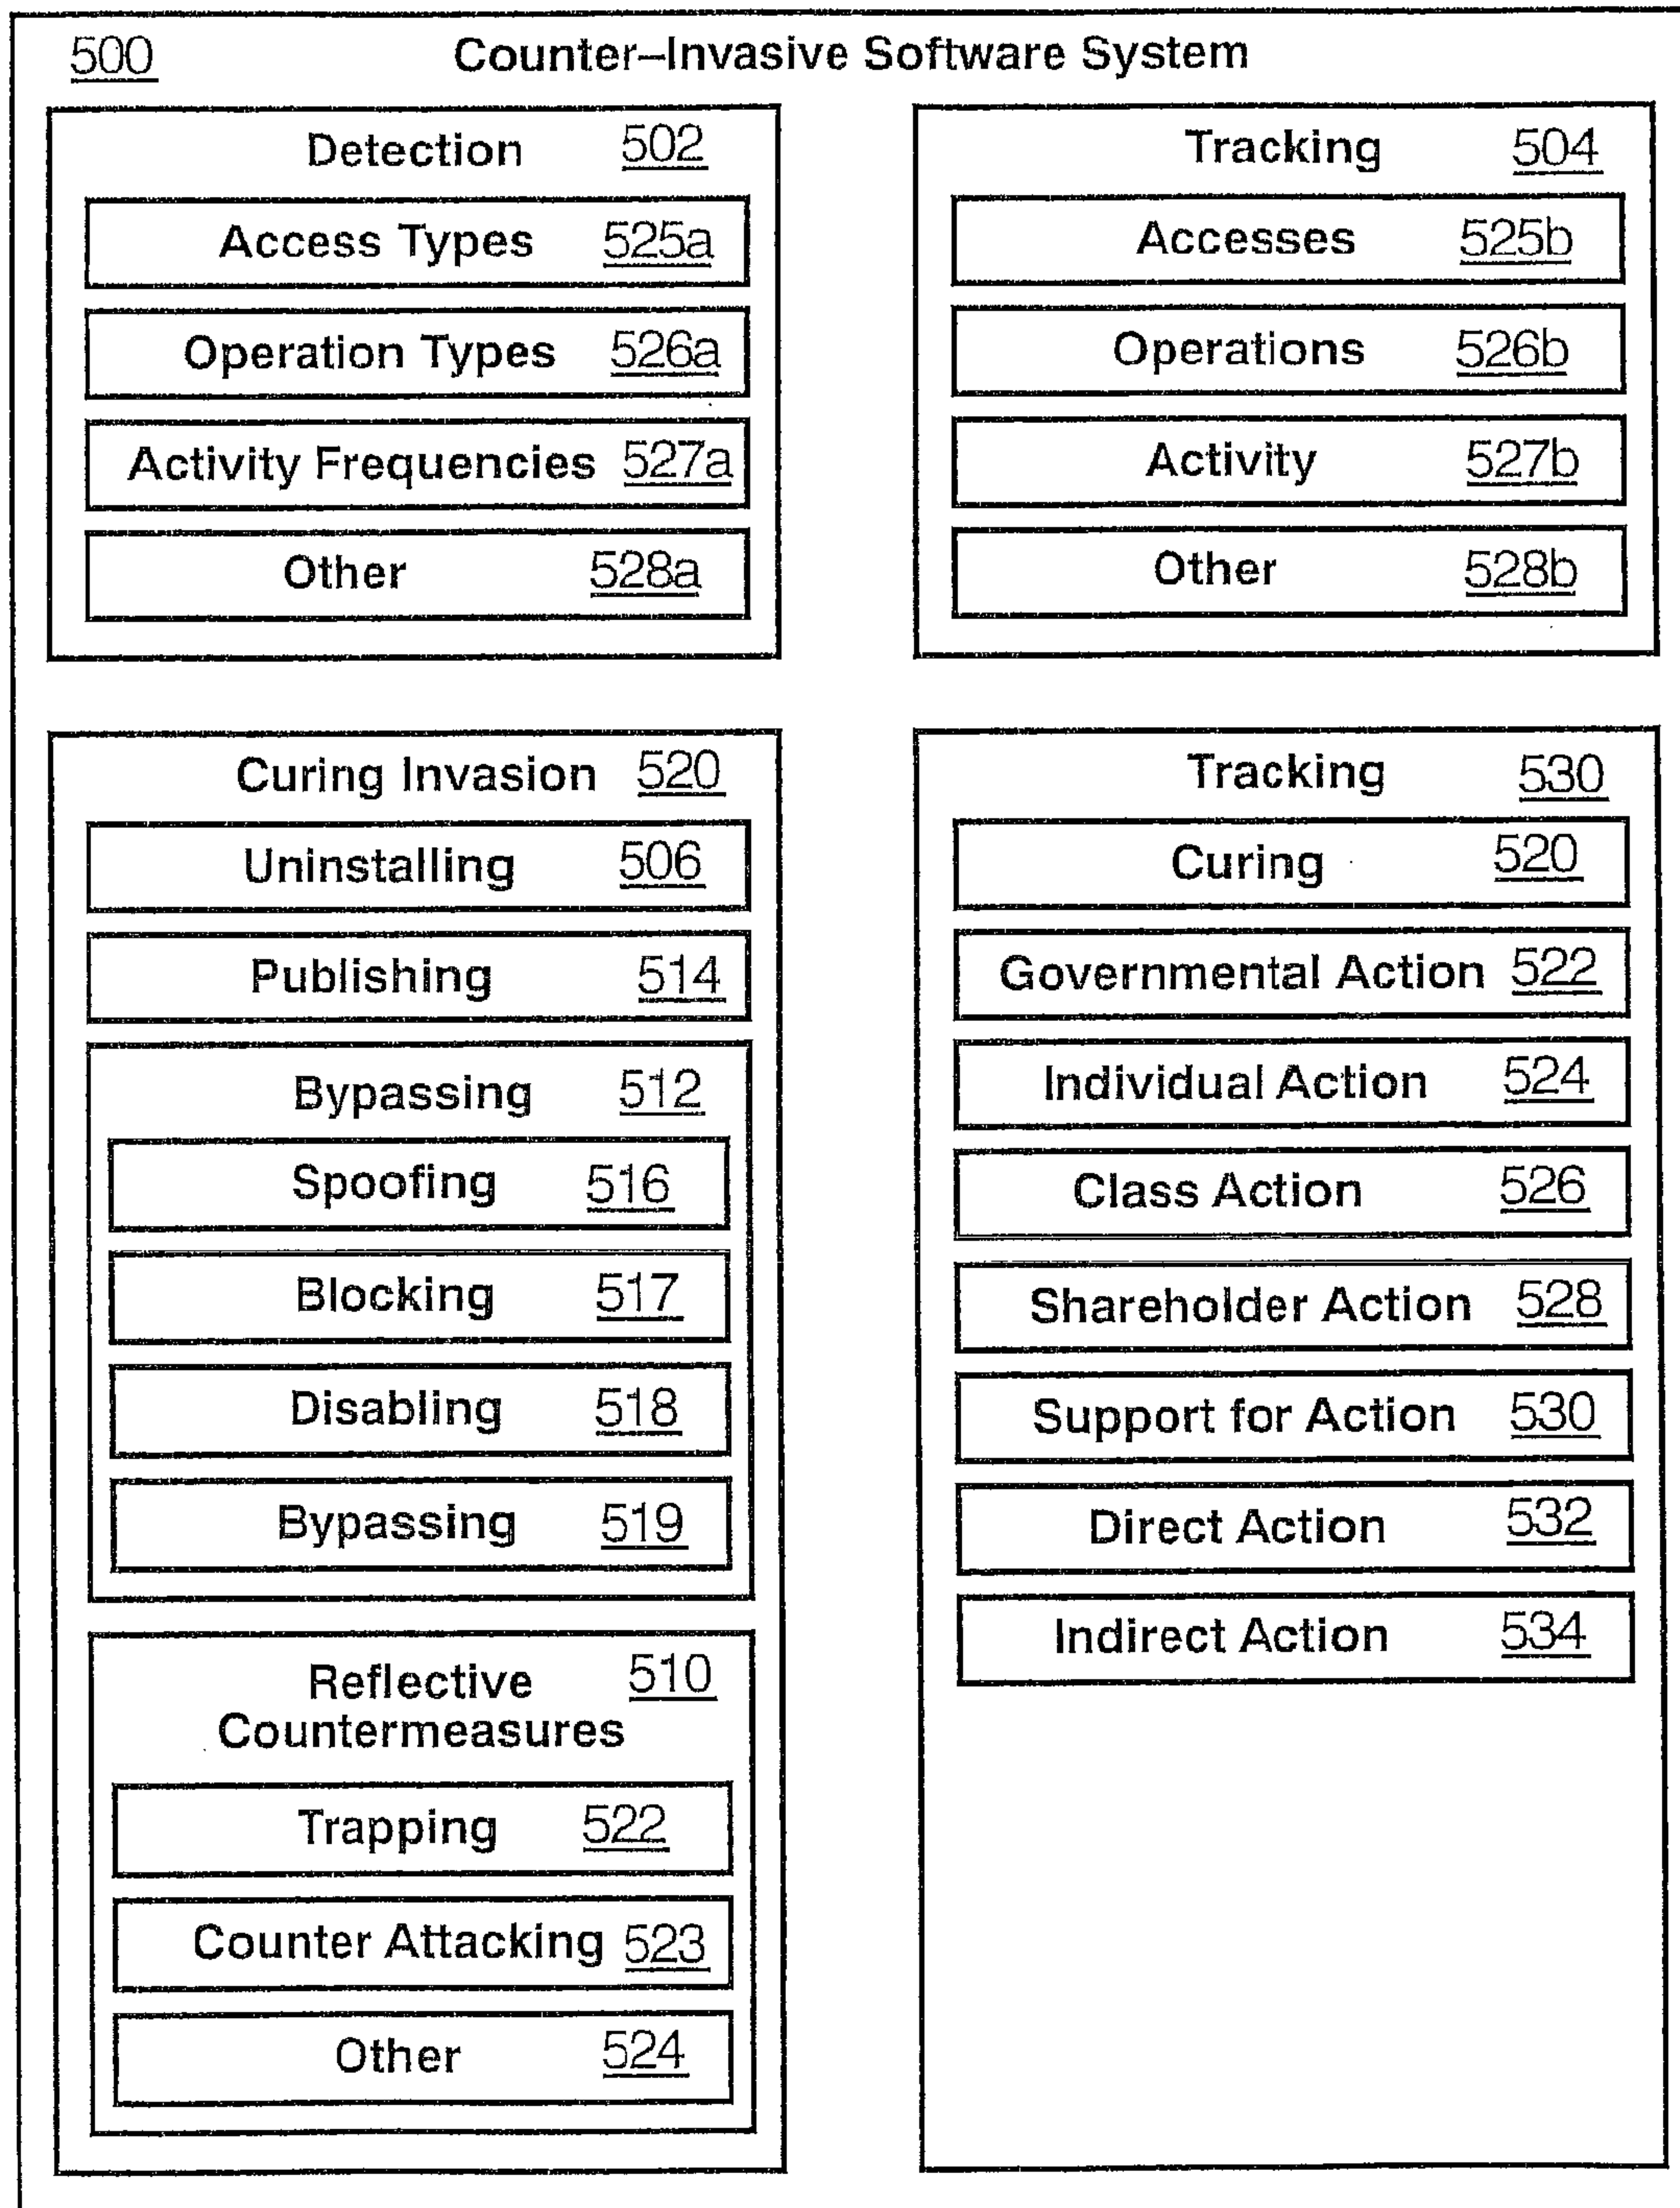 500 Counter–Invasive Software System
Detection 502
Access Types 525a
Operation Types 526a
Activity Frequencies 527a
Other 528a
Tracking 504
Accesses 525b
Operations 526b
Activity 527b
Other 528b
Curing Invasion 520
Uninstalling 506
Publishing 514
Bypassing 512
Spoofing 516
Blocking 517
Disabling 518
Bypassing 519
Reflective 510
Countermeasures
Trapping 522
Counter Attacking 523
Other 524
Tracking 530
Curing 520
Governmental Action 522
Individual Action 524
Class Action 526
Shareholder Action 528
Support for Action 530
Direct Action 532
Indirect Action 534